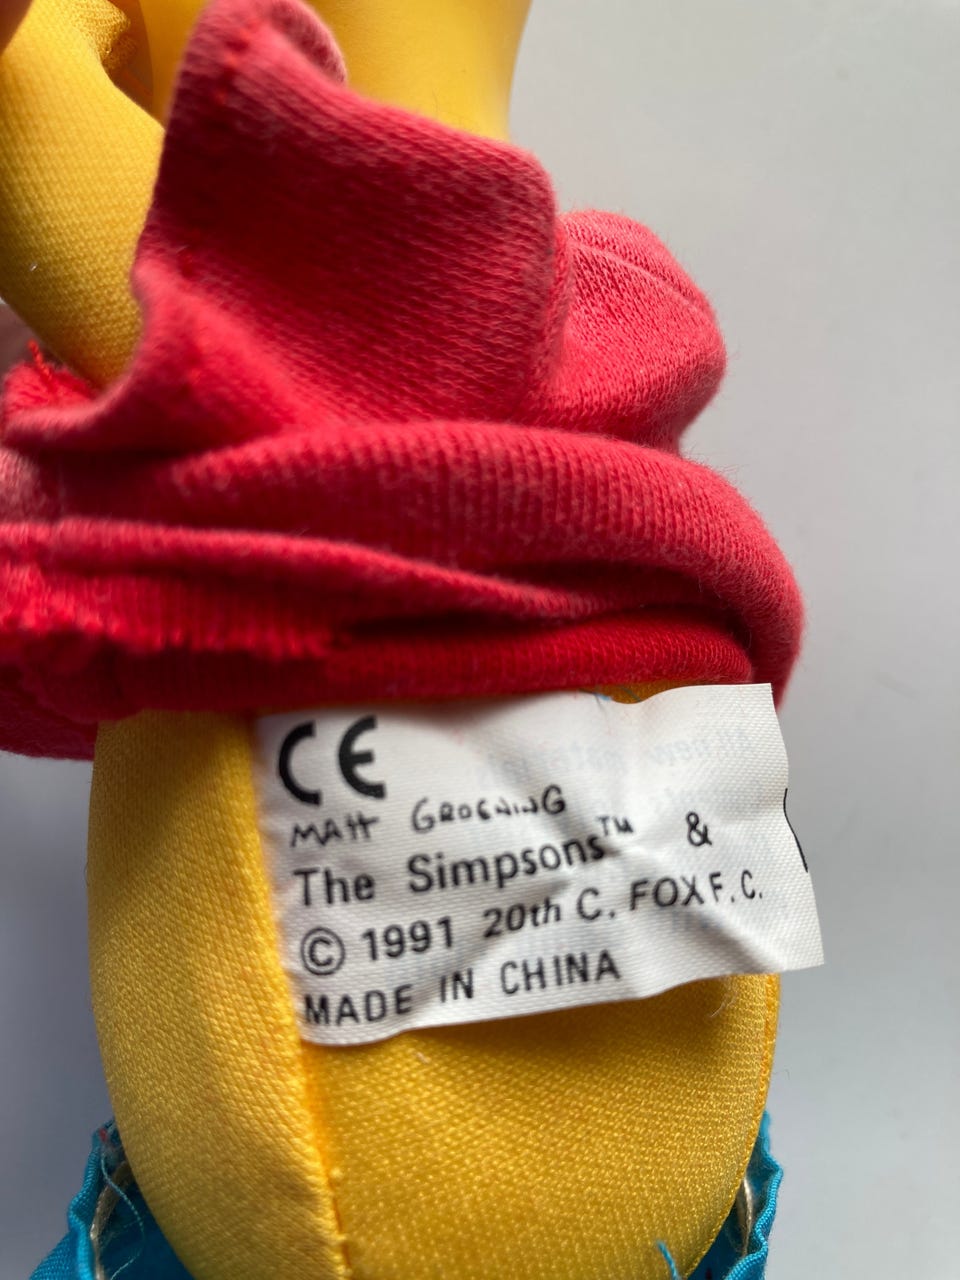 CE
MAtt GROENING
The Simpsons™ &
© 1991 20th C. FOX F.C.
MADE IN CHINA